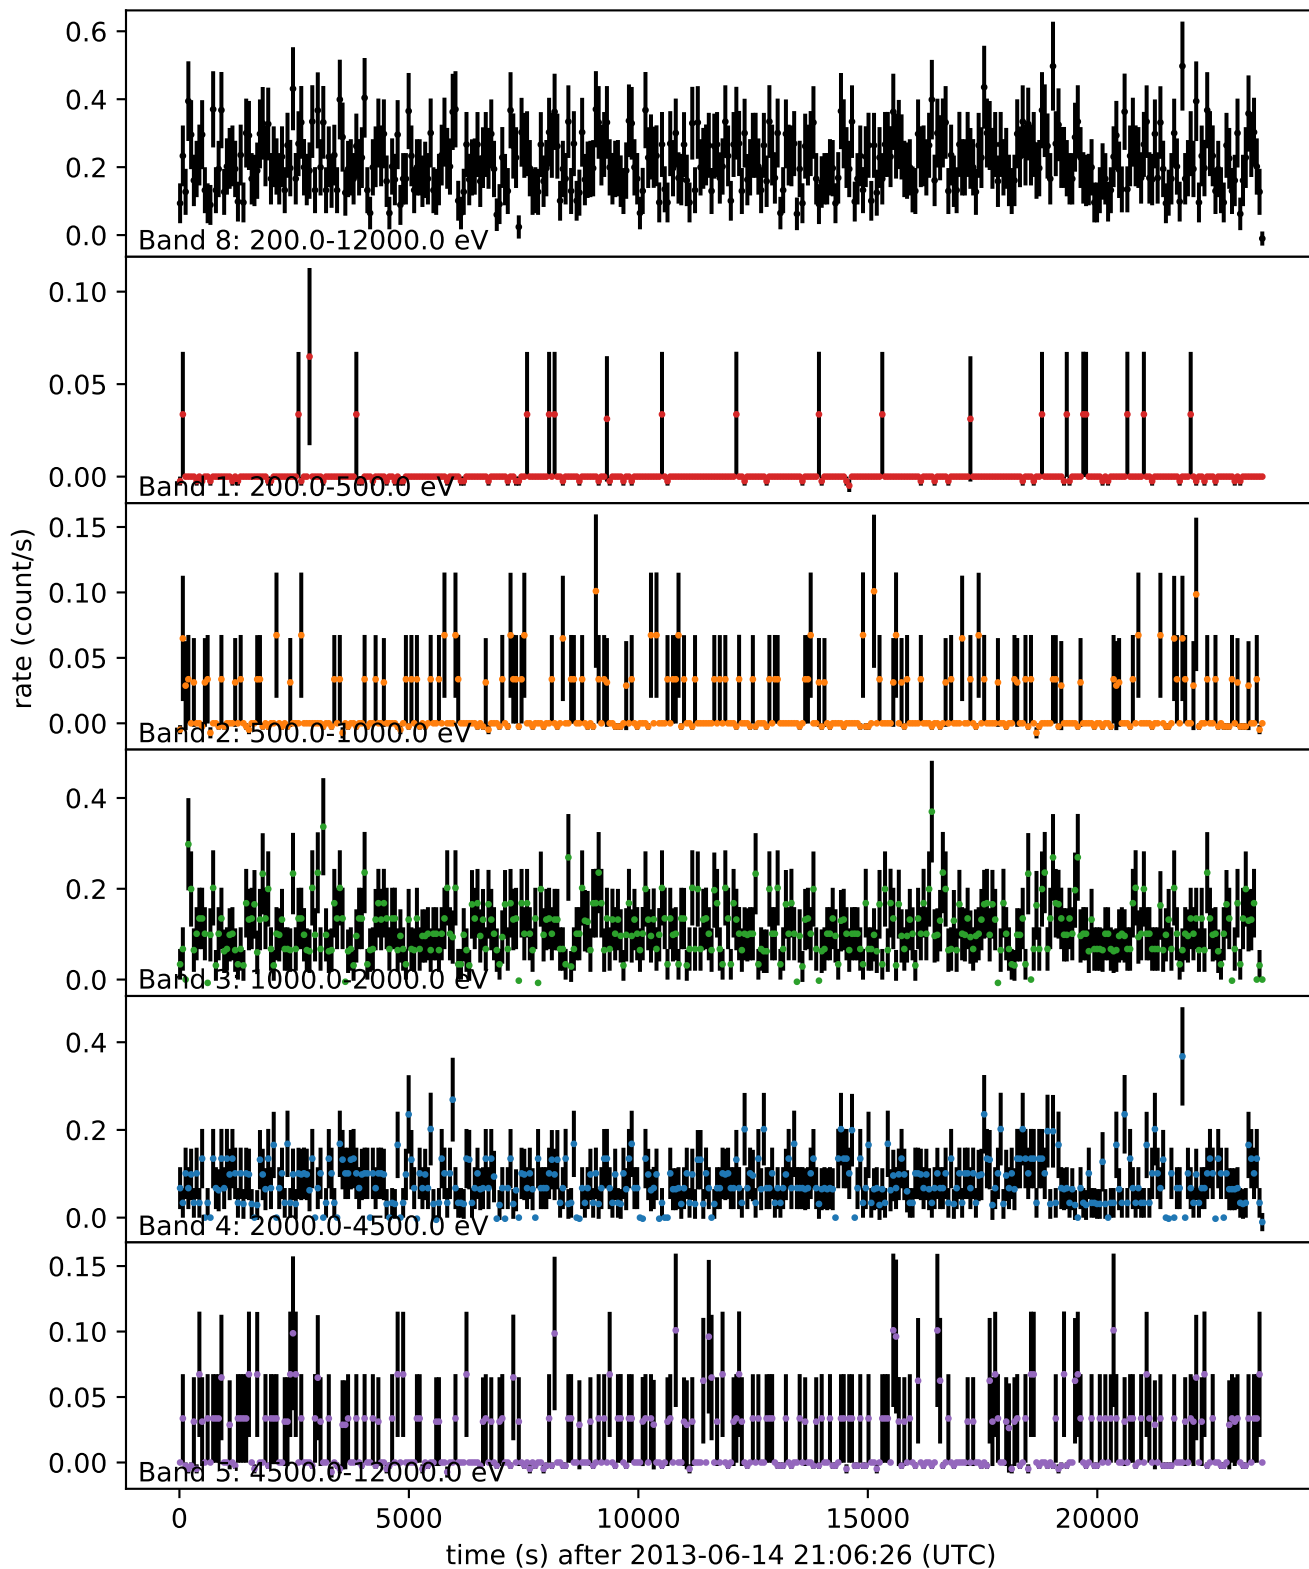 0.6
0.4
0.2
0.0
Band 8: 200.0-12000.0 eV
0.10
0.05
0.00
Band 1: 200.0-500.0 eV
0.15
0.10
0.05
0.00
Band 2: 500.0-1000.0 eV
rate (count/s)
0.4
0.2
0.0
Band 3: 1000.0-2000.0 eV
0.4
0.2
0.0
Band 4: 2000.0-4500.0 eV
0.15
0.10
0.05
0.00
Band 5: 4500.0-12000.0 eV
0 5000 10000 15000 20000
time (s) after 2013-06-14 21:06:26 (UTC)